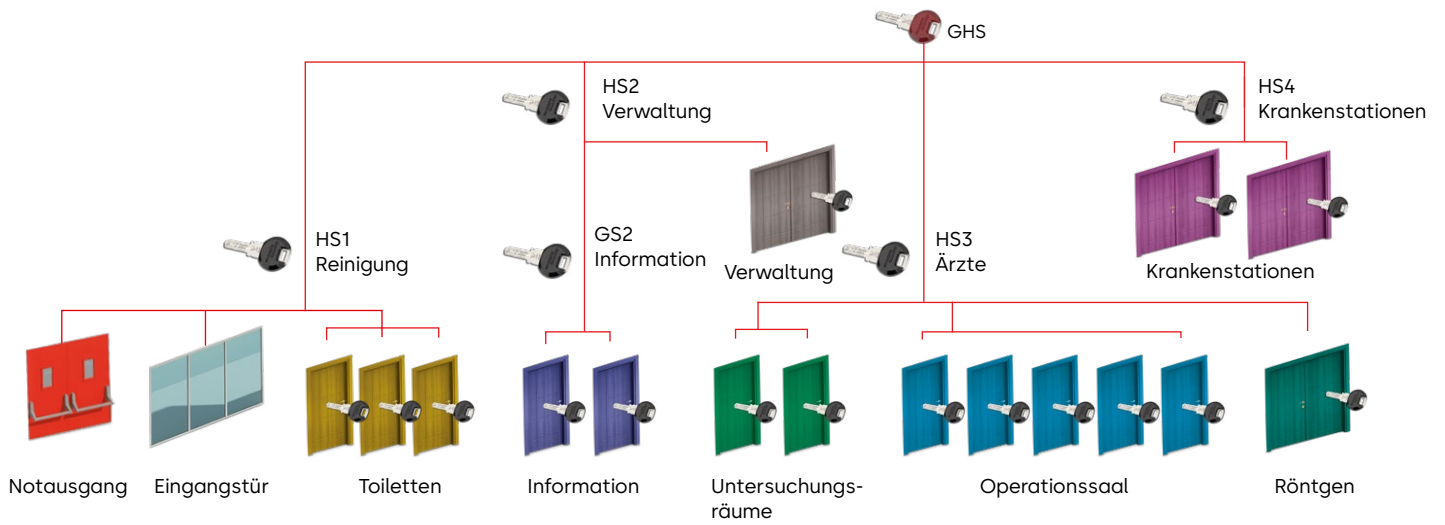 GHS
HS2
Verwaltung
HS4
Krankenstationen
HS1
Reinigung
GS2
Information
Verwaltung
HS3
Ärzte
Krankenstationen
Notausgang
Eingangstür
Toiletten
Information
Untersuchungs-
räume
Operationssaal
Röntgen